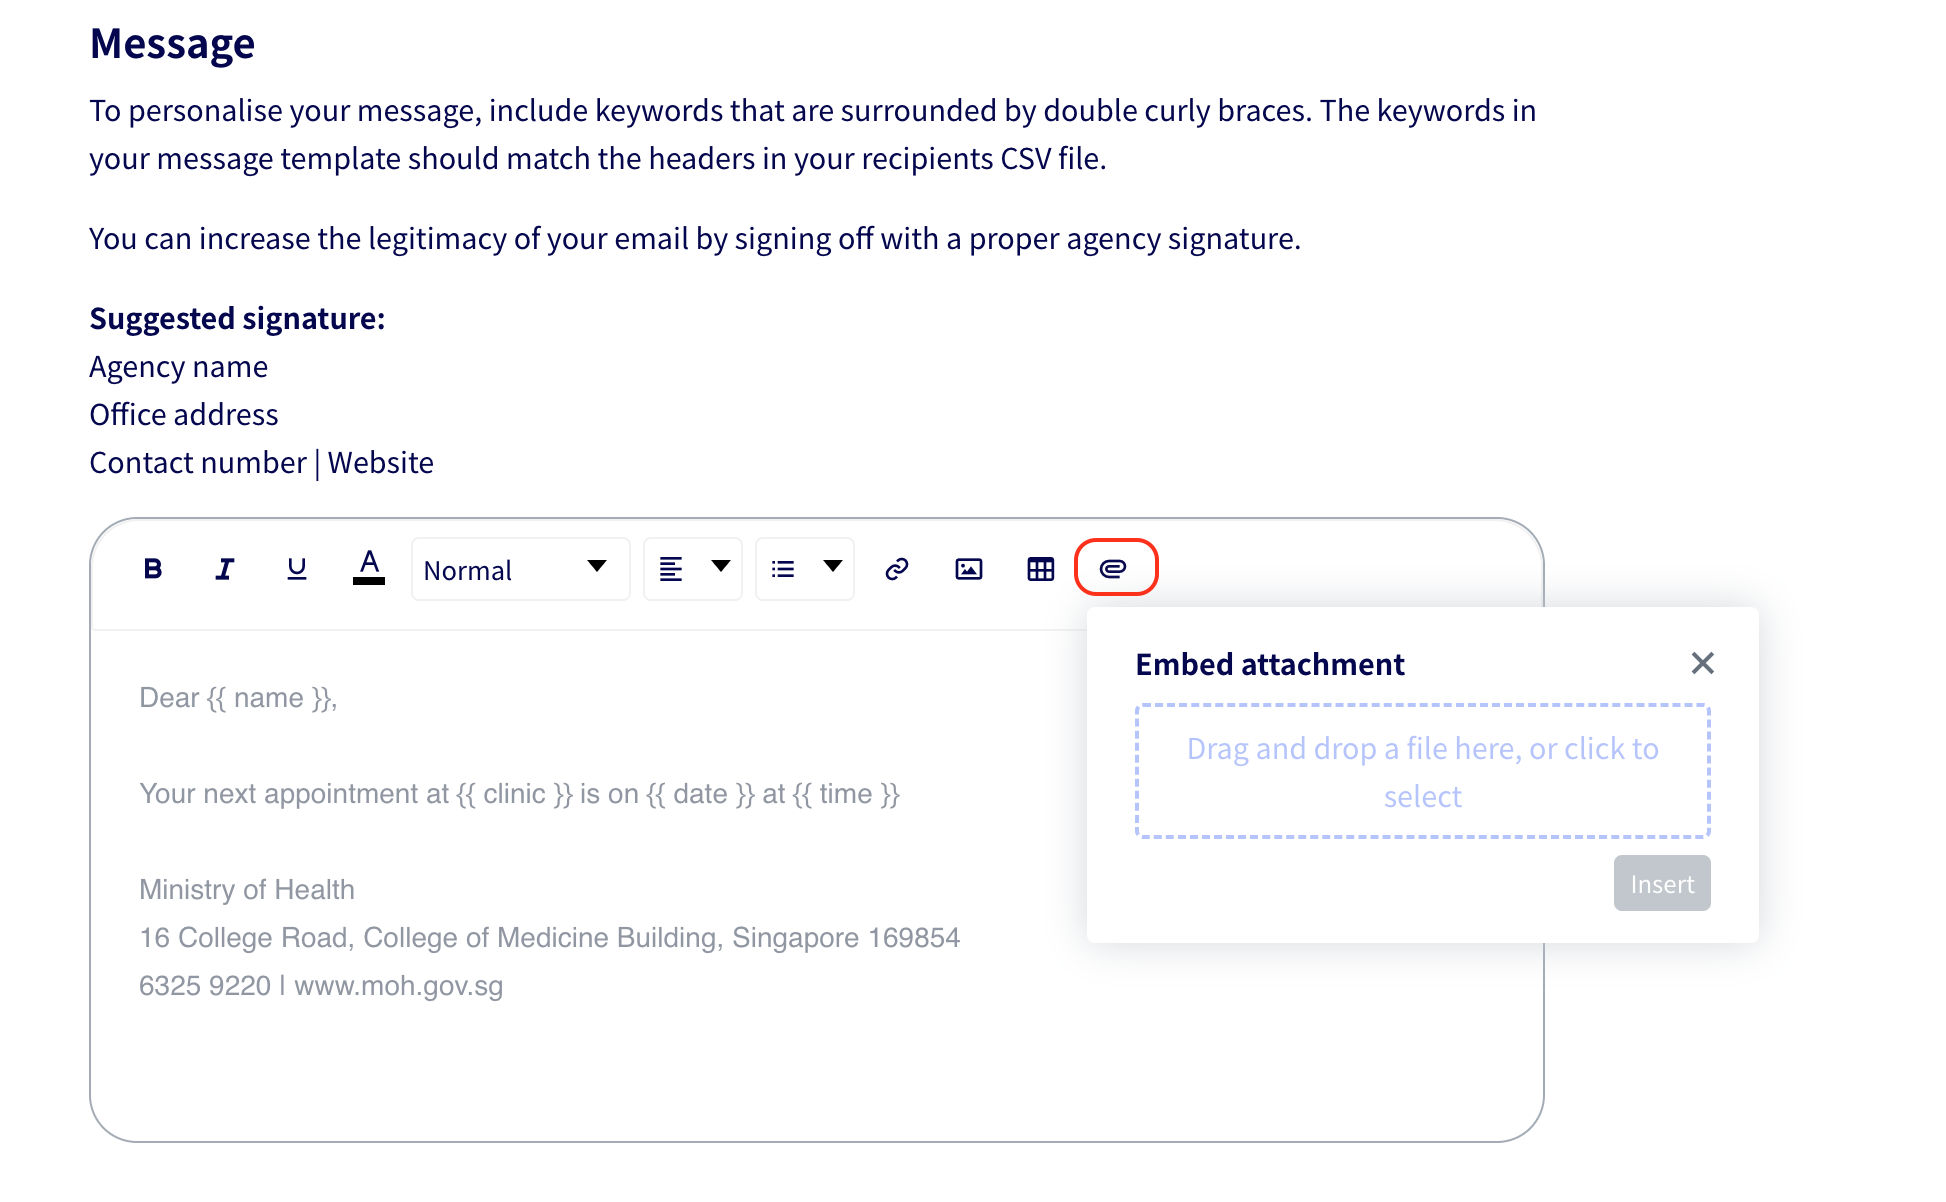 Message
To personalise your message, include keywords that are surrounded by double curly braces. The keywords in
your message template should match the headers in your recipients CSV file.
You can increase the legitimacy of your email by signing off with a proper agency signature.
Suggested signature:
Agency name
Office address
Contact number | Website
B I U A Normal
Embed attachment
Drag and drop a file here, or click to
select
Insert
Dear {{ name }},
Your next appointment at {{ clinic }} is on {{ date }} at {{ time }}
Ministry of Health
16 College Road, College of Medicine Building, Singapore 169854
6325 9220 | www.moh.gov.sg